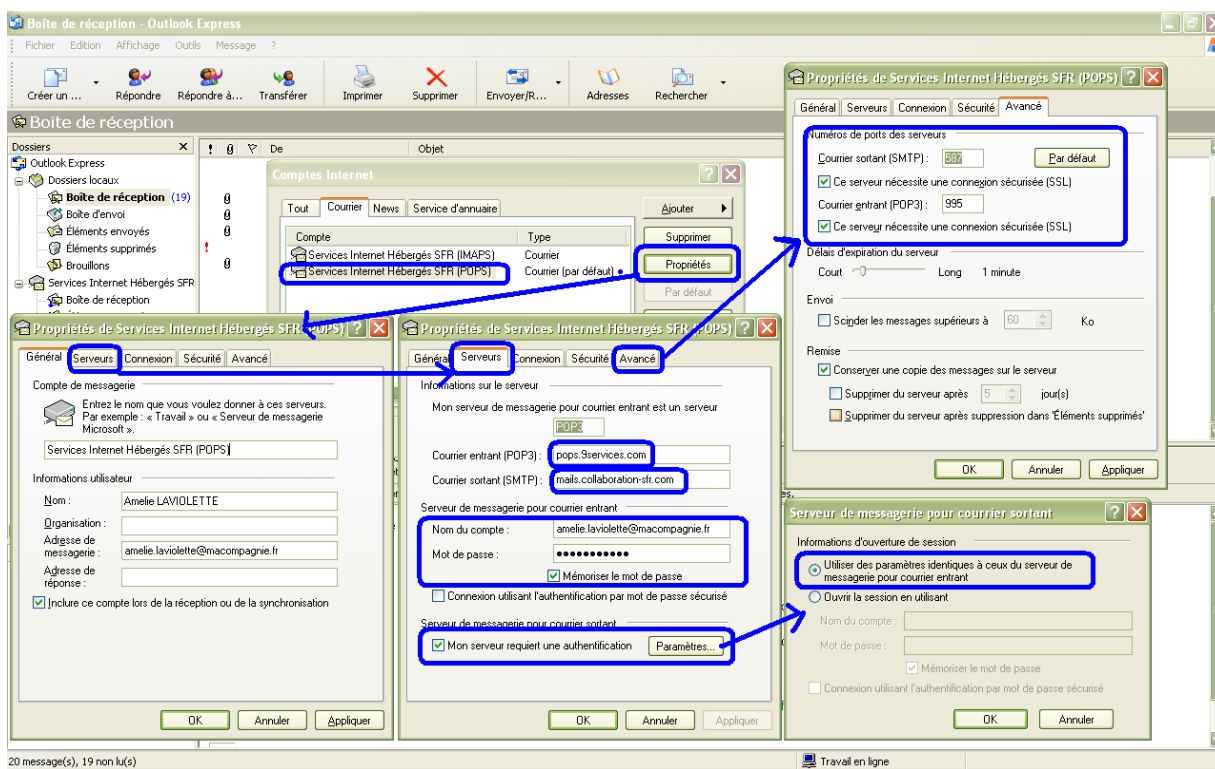 Boîte de réception - Outlook Express
Fichier Edition Affichage Outils Message ?
Créer un ... Répondre Répondre à... Transférer Imprimer Supprimer Envoyer/R... Adresses Rechercher
Boîte de réception
Dossiers
Outlook Express
Dossiers locaux
Boîte de réception (19)
Boîte d'envoi
Éléments envoyés
Éléments supprimés
Brouillons
Services Internet Hébergés SFR
Boîte de réception
! De Objet
Comptes Internet
Tout Courrier News Service d'annuaire
Compte Type
Services Internet Hébergés SFR (IMAPS) Courrier
Services Internet Hébergés SFR (POPS) Courrier (par défaut)
Ajouter
Supprimer
Propriétés
Par défaut
Propriétés de Services Internet Hébergés SFR (POPS)
Général Serveurs Connexion Sécurité Avancé
Compte de messagerie
Entrez le nom que vous voulez donner à ces serveurs.
Par exemple : « Travail » ou « Serveur de messagerie
Microsoft ».
Services Internet Hébergés SFR (POPS)
Informations utilisateur
Nom : Amelie LAVIOLETTE
Organisation :
Adresse de
messagerie : amelie.laviolette@macompagnie.fr
Adresse de
réponse :
Inclure ce compte lors de la réception ou de la synchronisation
OK Annuler Appliquer
Propriétés de Services Internet Hébergés SFR (POPS)
Général Serveurs Connexion Sécurité Avancé
Informations sur le serveur
Mon serveur de messagerie pour courrier entrant est un serveur
POP3
Courrier entrant (POP3) : pops.9services.com
Courrier sortant (SMTP) : mails.collaboration-sfr.com
Serveur de messagerie pour courrier entrant
Nom du compte : amelie.laviolette@macompagnie.fr
Mot de passe : ●●●●●●●●●●●
Mémoriser le mot de passe
Connexion utilisant l'authentification par mot de passe sécurisé
Serveur de messagerie pour courrier sortant
Mon serveur requiert une authentification Paramètres...
OK Annuler Appliquer
Propriétés de Services Internet Hébergés SFR (POPS)
Général Serveurs Connexion Sécurité Avancé
Numéros de ports des serveurs
Courrier sortant (SMTP) : 587 Par défaut
Ce serveur nécessite une connexion sécurisée (SSL)
Courrier entrant (POP3) : 995
Ce serveur nécessite une connexion sécurisée (SSL)
Délais d'expiration du serveur
Court Long 1 minute
Envoi
Scinder les messages supérieurs à 60 Ko
Remise
Conserver une copie des messages sur le serveur
Supprimer du serveur après 5 jour(s)
Supprimer du serveur après suppression dans 'Éléments supprimés'
OK Annuler Appliquer
Serveur de messagerie pour courrier sortant
Informations d'ouverture de session
Utiliser des paramètres identiques à ceux du serveur de
messagerie pour courrier entrant
Ouvrir la session en utilisant
Nom du compte :
Mot de passe :
Mémoriser le mot de passe
Connexion utilisant l'authentification par mot de passe sécurisé
OK Annuler
20 message(s), 19 non lu(s) Travail en ligne